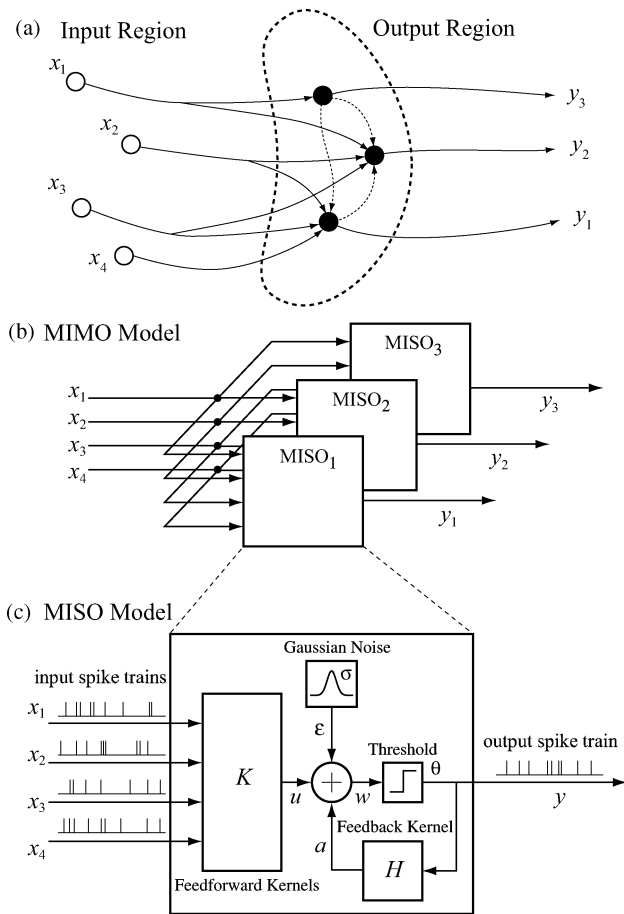 (a) Input Region Output Region
x1
x2
x3
x4
y3
y2
y1
(b) MIMO Model
MISO3
MISO2
MISO1
x1
x2
x3
x4
y3
y2
y1
(c) MISO Model
Gaussian Noise
σ
input spike trains
x1
x2
x3
x4
K
Feedforward Kernels
ε
u
+
w
a
Threshold
θ
Feedback Kernel
H
output spike train
y